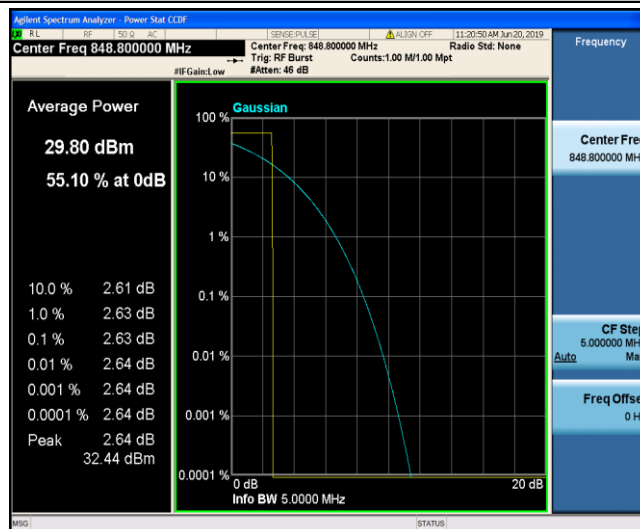 Agilent Spectrum Analyzer - Power Stat CCDF
RL RF 50 Ω AC SENSE:PULSE ALIGN OFF 11:20:50 AM Jun 20, 2019
Center Freq 848.800000 MHz
Center Freq: 848.800000 MHz Radio Std: None
Trig: RF Burst Counts:1.00 M/1.00 Mpt
#IFGain:Low #Atten: 46 dB
Frequency
Average Power
29.80 dBm
55.10 % at 0dB
10.0 % 2.61 dB
1.0 % 2.63 dB
0.1 % 2.63 dB
0.01 % 2.64 dB
0.001 % 2.64 dB
0.0001 % 2.64 dB
Peak 2.64 dB
32.44 dBm
Gaussian
100 %
10 %
1 %
0.1 %
0.01 %
0.001 %
0.0001 %
0 dB 20 dB
Info BW 5.0000 MHz
Center Fre
848.800000 MH
CF Step
5.000000 MH
Auto Ma
Freq Offse
0 H
MSG STATUS